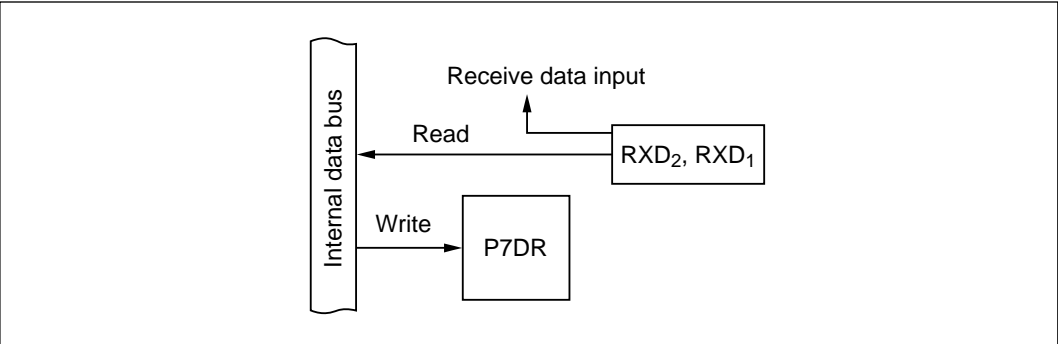 Internal data bus
Receive data input
Read
RXD₂, RXD₁
Write
P7DR